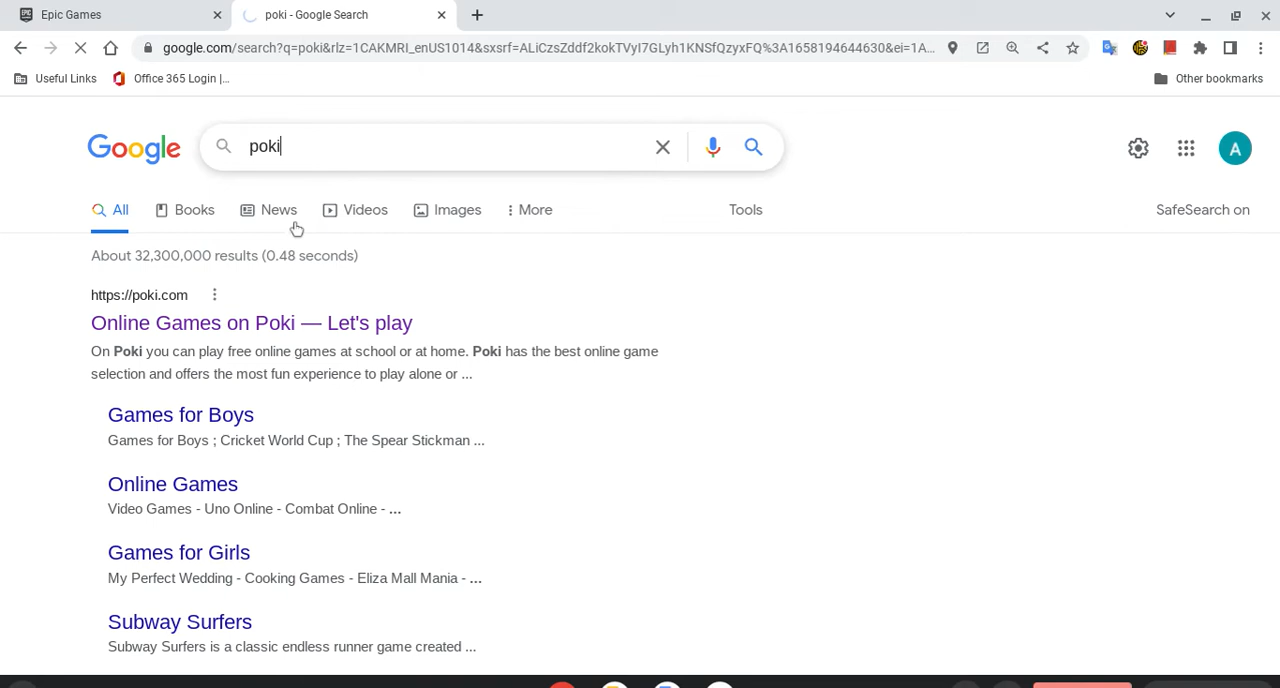 Epic Games
poki - Google Search
google.com/search?q=poki&rlz=1CAKMRI_enUS1014&sxsrf=ALiCzsZddf2kokTVyI7GLyh1KNSfQzyxFQ%3A1658194644630&ei=1A...
Useful Links
Office 365 Login |...
Other bookmarks
Google
poki
A
All
Books
News
Videos
Images
More
Tools
SafeSearch on
About 32,300,000 results (0.48 seconds)
https://poki.com
Online Games on Poki — Let's play
On Poki you can play free online games at school or at home. Poki has the best online game
selection and offers the most fun experience to play alone or ...
Games for Boys
Games for Boys ; Cricket World Cup ; The Spear Stickman ...
Online Games
Video Games - Uno Online - Combat Online - ...
Games for Girls
My Perfect Wedding - Cooking Games - Eliza Mall Mania - ...
Subway Surfers
Subway Surfers is a classic endless runner game created ...